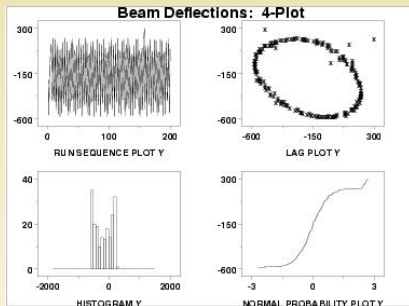 Beam Deflections: 4-Plot
300
-150
-600
0 100 200
RUN SEQUENCE PLOT Y
300
-150
-600
-600 -150 300
LAG PLOT Y
40
20
0
-2000 0 2000
HISTOGRAM Y
300
-150
-600
-3 0 3
NORMAL PROBABILITY PLOT Y